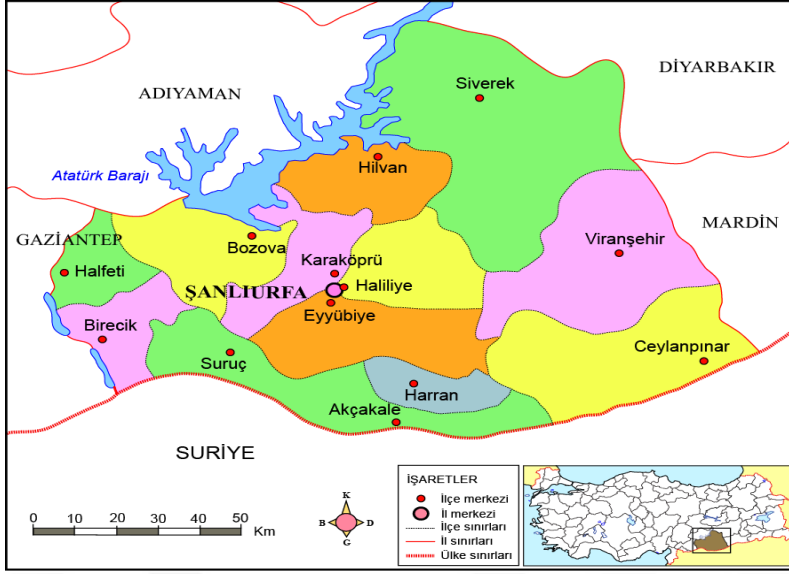 DİYARBAKIR
Siverek
ADIYAMAN
Hilvan
Atatürk Barajı
MARDİN
GAZİANTEP
Bozova
Viranşehir
Karaköprü
Halfeti
ŞANLIURFA
Haliliye
Eyyübiye
Birecik
Ceylanpınar
Suruç
Harran
Akçakale
SURİYE
İŞARETLER
İlçe merkezi
İl merkezi
İlçe sınırları
İl sınırları
Ülke sınırları
K
B D
G
0 10 20 30 40 50 Km